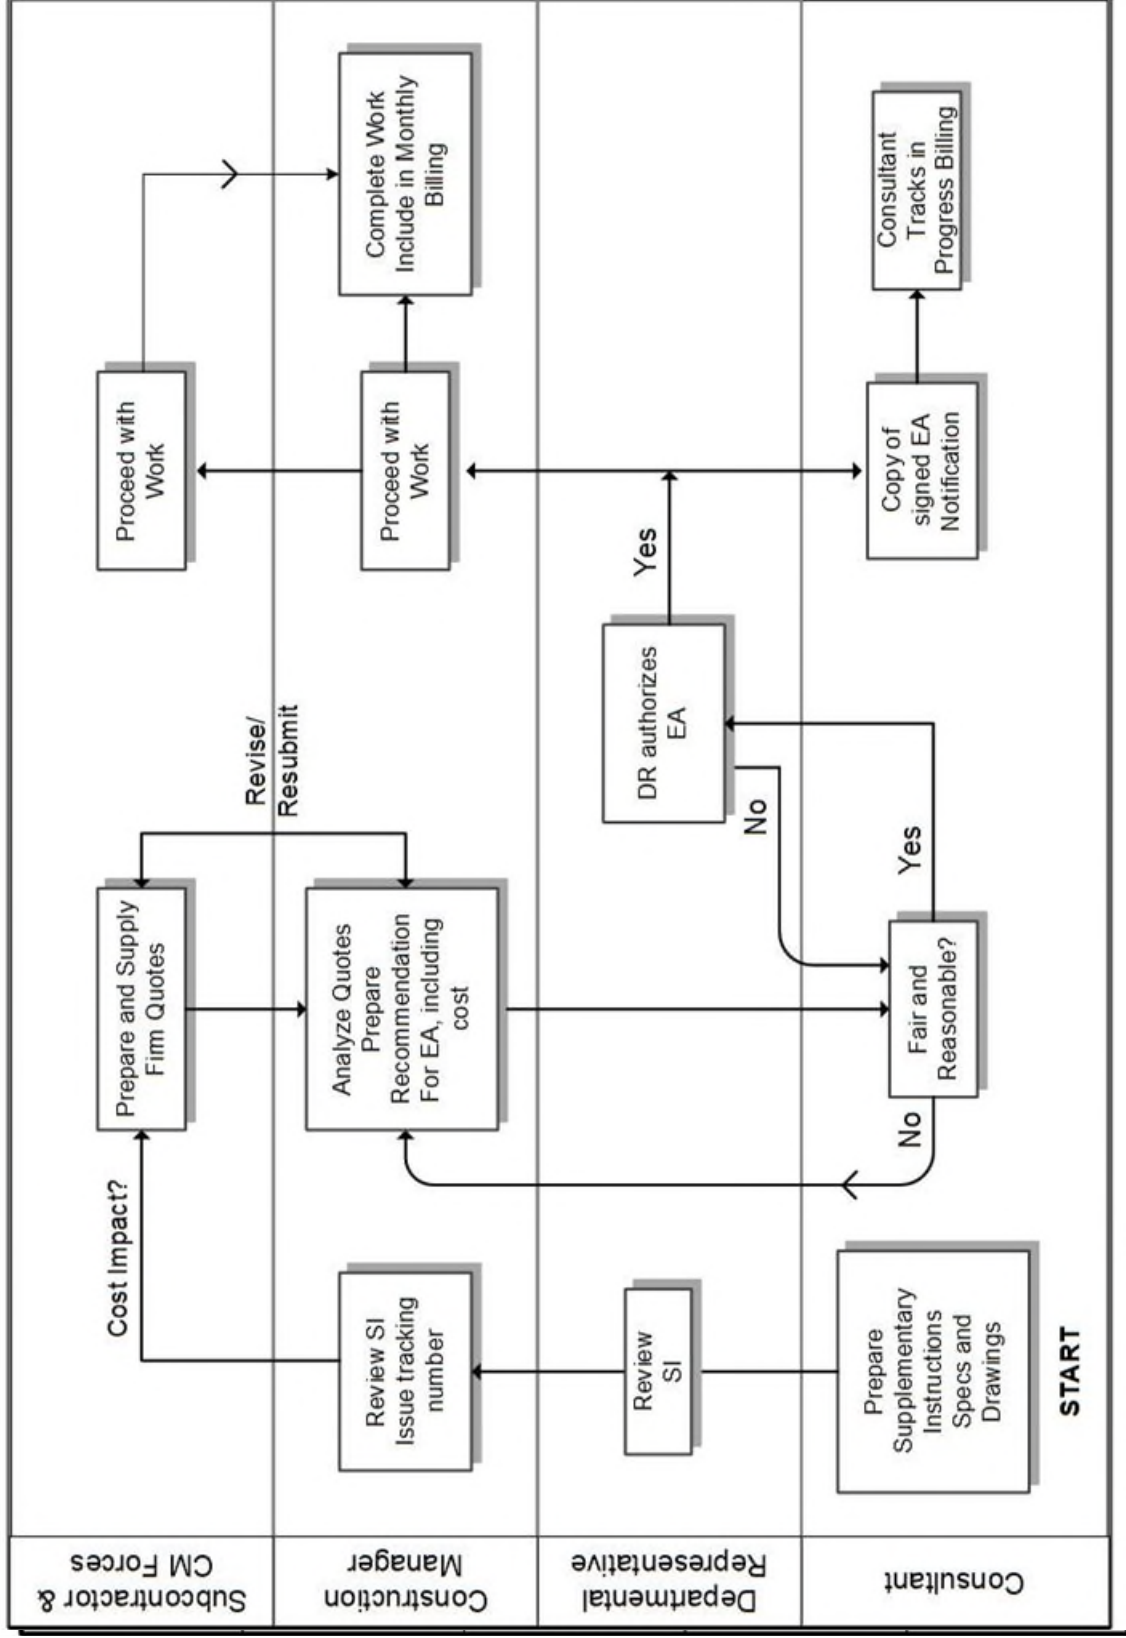 Subcontractor &
CM Forces
Cost Impact?
Prepare and Supply
Firm Quotes
Revise/
Resubmit
Proceed with
Work
Construction
Manager
Review SI
Issue tracking
number
Analyze Quotes
Prepare
Recommendation
For EA, including
cost
Proceed with
Work
Complete Work
Include in Monthly
Billing
Departmental
Representative
Review
SI
DR authorizes
EA
No
Yes
Consultant
Prepare
Supplementary
Instructions
Specs and
Drawings
START
No
Fair and
Reasonable?
Yes
Copy of
signed EA
Notification
Consultant
Tracks in
Progress Billing